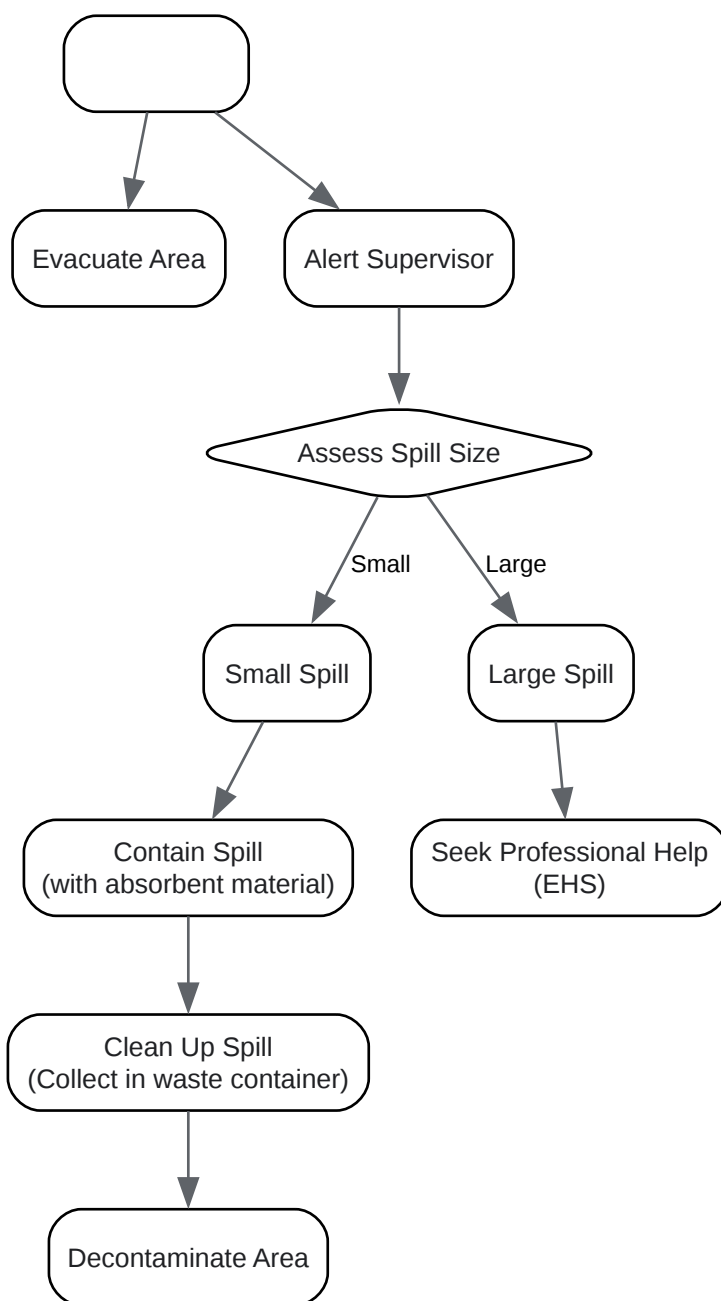 Evacuate Area
Alert Supervisor
Assess Spill Size
Small
Large
Small Spill
Large Spill
Contain Spill
(with absorbent material)
Seek Professional Help
(EHS)
Clean Up Spill
(Collect in waste container)
Decontaminate Area